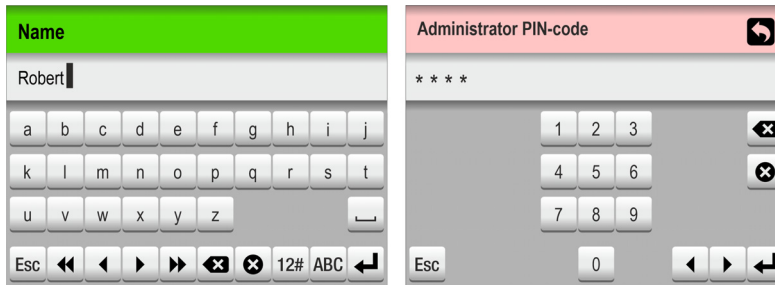 Name
Robert
a b c d e f g h i j
k l m n o p q r s t
u v w x y z
Esc 12# ABC
Administrator PIN-code
* * * *
1 2 3
4 5 6
7 8 9
Esc 0